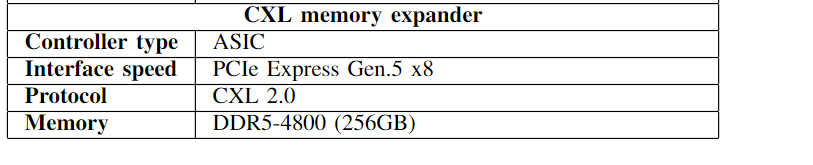 CXL memory expander
Controller type ASIC
Interface speed PCIe Express Gen.5 x8
Protocol CXL 2.0
Memory DDR5-4800 (256GB)